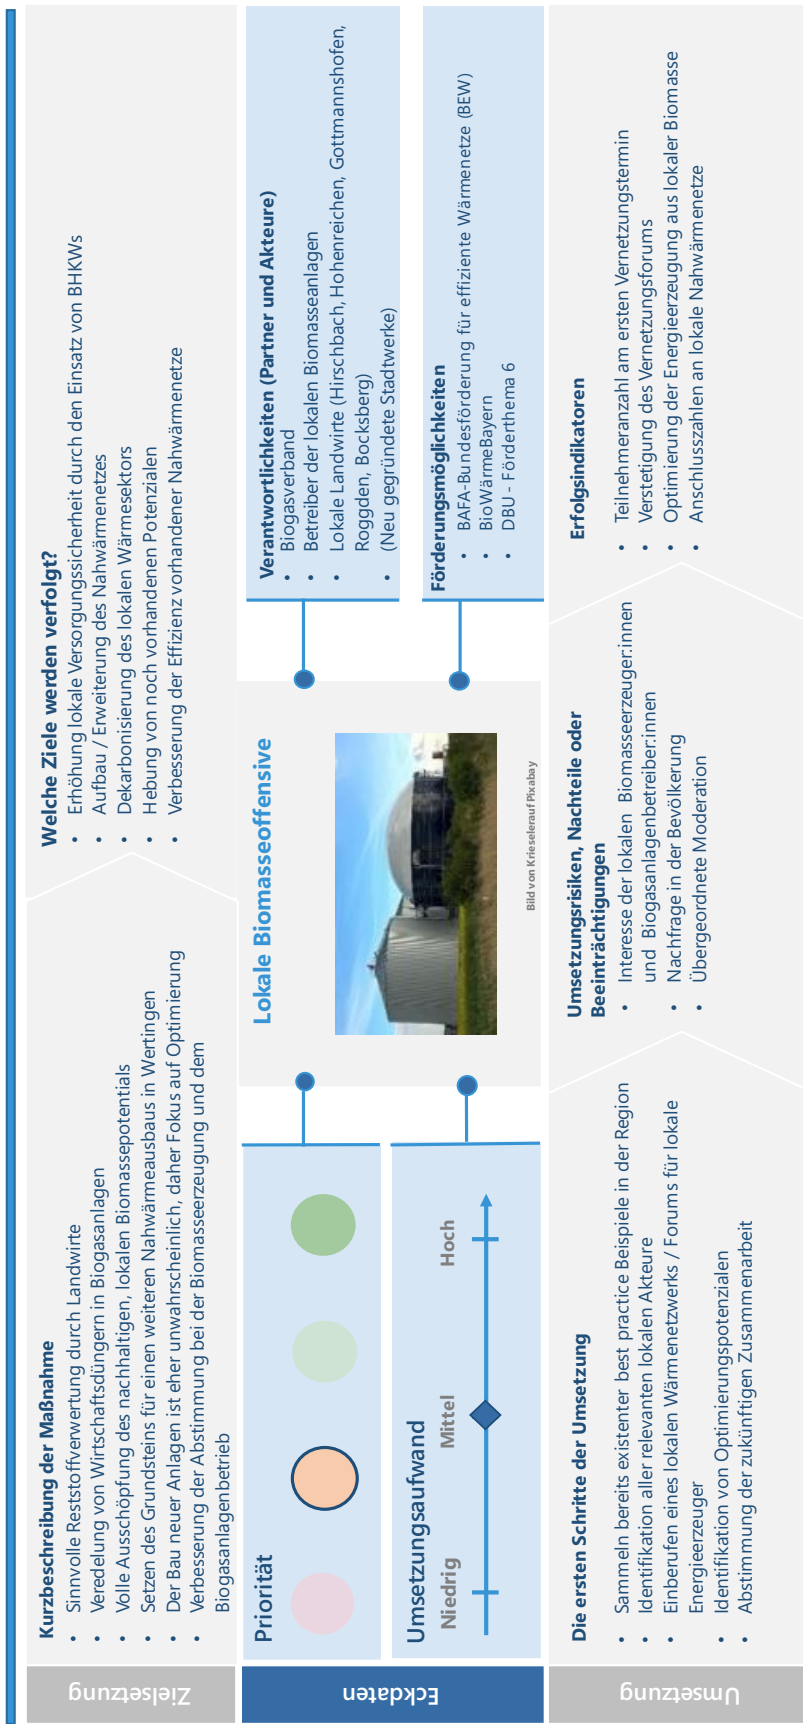 Zielsetzung
Kurzbeschreibung der Maßnahme
• Sinnvolle Reststoffverwertung durch Landwirte
• Veredelung von Wirtschaftsdüngern in Biogasanlagen
• Volle Ausschöpfung des nachhaltigen, lokalen Biomassepotentials
• Setzen des Grundsteins für einen weiteren Nahwärmeausbaus in Wertingen
• Der Bau neuer Anlagen ist eher unwahrscheinlich, daher Fokus auf Optimierung
• Verbesserung der Abstimmung bei der Biomasseerzeugung und dem
Biogasanlagenbetrieb
Welche Ziele werden verfolgt?
• Erhöhung lokale Versorgungssicherheit durch den Einsatz von BHKWs
• Aufbau / Erweiterung des Nahwärmenetzes
• Dekarbonisierung des lokalen Wärmesektors
• Hebung von noch vorhandenen Potenzialen
• Verbesserung der Effizienz vorhandener Nahwärmenetze
Eckdaten
Priorität
Umsetzungsaufwand
Niedrig Mittel Hoch
Lokale Biomasseoffensive
Bild von Krieseler auf Pixabay
Verantwortlichkeiten (Partner und Akteure)
• Biogasverband
• Betreiber der lokalen Biomasseanlagen
• Lokale Landwirte (Hirschbach, Hohenreichen, Gottmannshofen,
Roggden, Bocksberg)
• (Neu gegründete Stadtwerke)
Förderungsmöglichkeiten
• BAFA-Bundesförderung für effiziente Wärmenetze (BEW)
• BioWärmeBayern
• DBU - Förderthema 6
Umsetzung
Die ersten Schritte der Umsetzung
• Sammeln bereits existenter best practice Beispiele in der Region
• Identifikation aller relevanten lokalen Akteure
• Einberufen eines lokalen Wärmenetzwerks / Forums für lokale
Energieerzeuger
• Identifikation von Optimierungspotenzialen
• Abstimmung der zukünftigen Zusammenarbeit
Umsetzungsrisiken, Nachteile oder
Beeinträchtigungen
• Interesse der lokalen Biomasseerzeuger:innen
und Biogasanlagenbetreiber:innen
• Nachfrage in der Bevölkerung
• Übergeordnete Moderation
Erfolgsindikatoren
• Teilnehmeranzahl am ersten Vernetzungstermin
• Verstetigung des Vernetzungsforums
• Optimierung der Energieerzeugung aus lokaler Biomasse
• Anschlusszahlen an lokale Nahwärmenetze